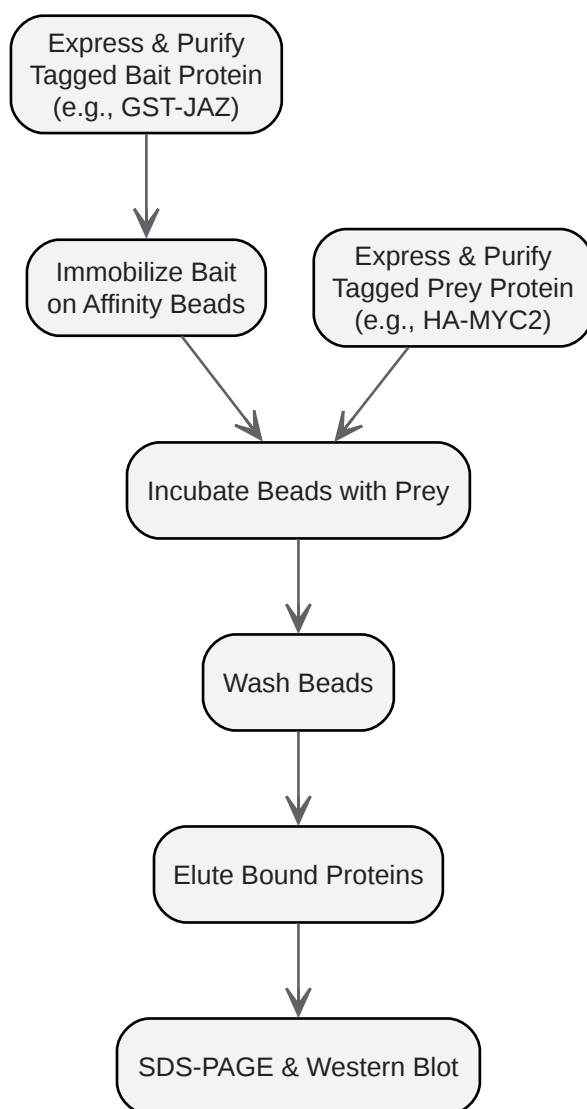 Express & Purify
Tagged Bait Protein
(e.g., GST-JAZ)
Immobilize Bait
on Affinity Beads
Express & Purify
Tagged Prey Protein
(e.g., HA-MYC2)
Incubate Beads with Prey
Wash Beads
Elute Bound Proteins
SDS-PAGE & Western Blot